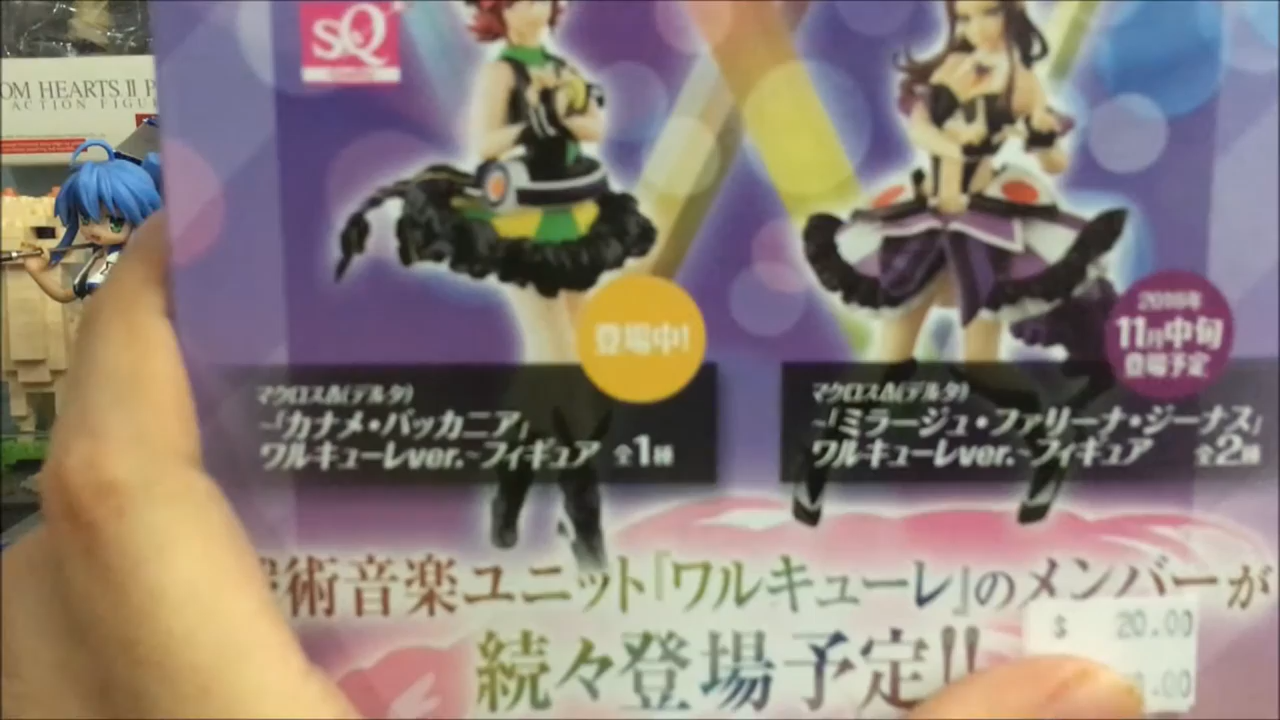 SQ
OM HEARTS II P
ACTION FIGU
登場中!
2016年
11月中旬
登場予定
マクロスΔ(デルタ)
~「カナメ・バッカニア」
ワルキューレver.~フィギュア 全1種
マクロスΔ(デルタ)
~「ミラージュ・ファリーナ・ジーナス」
ワルキューレver.~フィギュア 全2種
術音楽ユニット「ワルキューレ」のメンバーが
続々登場予定!!
$ 20.00
.00